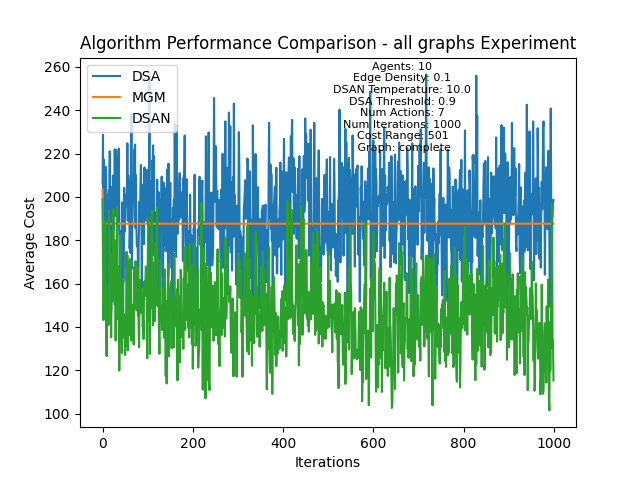 Algorithm Performance Comparison - all graphs Experiment
DSA
MGM
DSAN
Agents: 10
Edge Density: 0.1
DSAN Temperature: 10.0
DSA Threshold: 0.9
Num Actions: 7
Num Iterations: 1000
Cost Range: 501
Graph: complete
260
240
220
200
180
160
140
120
100
Average Cost
0
200
400
600
800
1000
Iterations